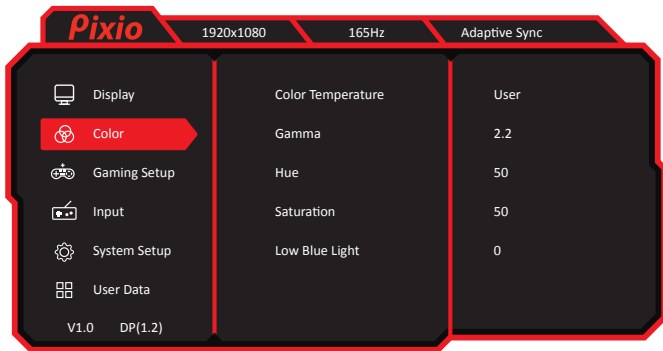 Pixio 1920x1080 165Hz Adaptive Sync
Display Color Temperature User
Color Gamma 2.2
Gaming Setup Hue 50
Input Saturation 50
System Setup Low Blue Light 0
User Data
V1.0 DP(1.2)